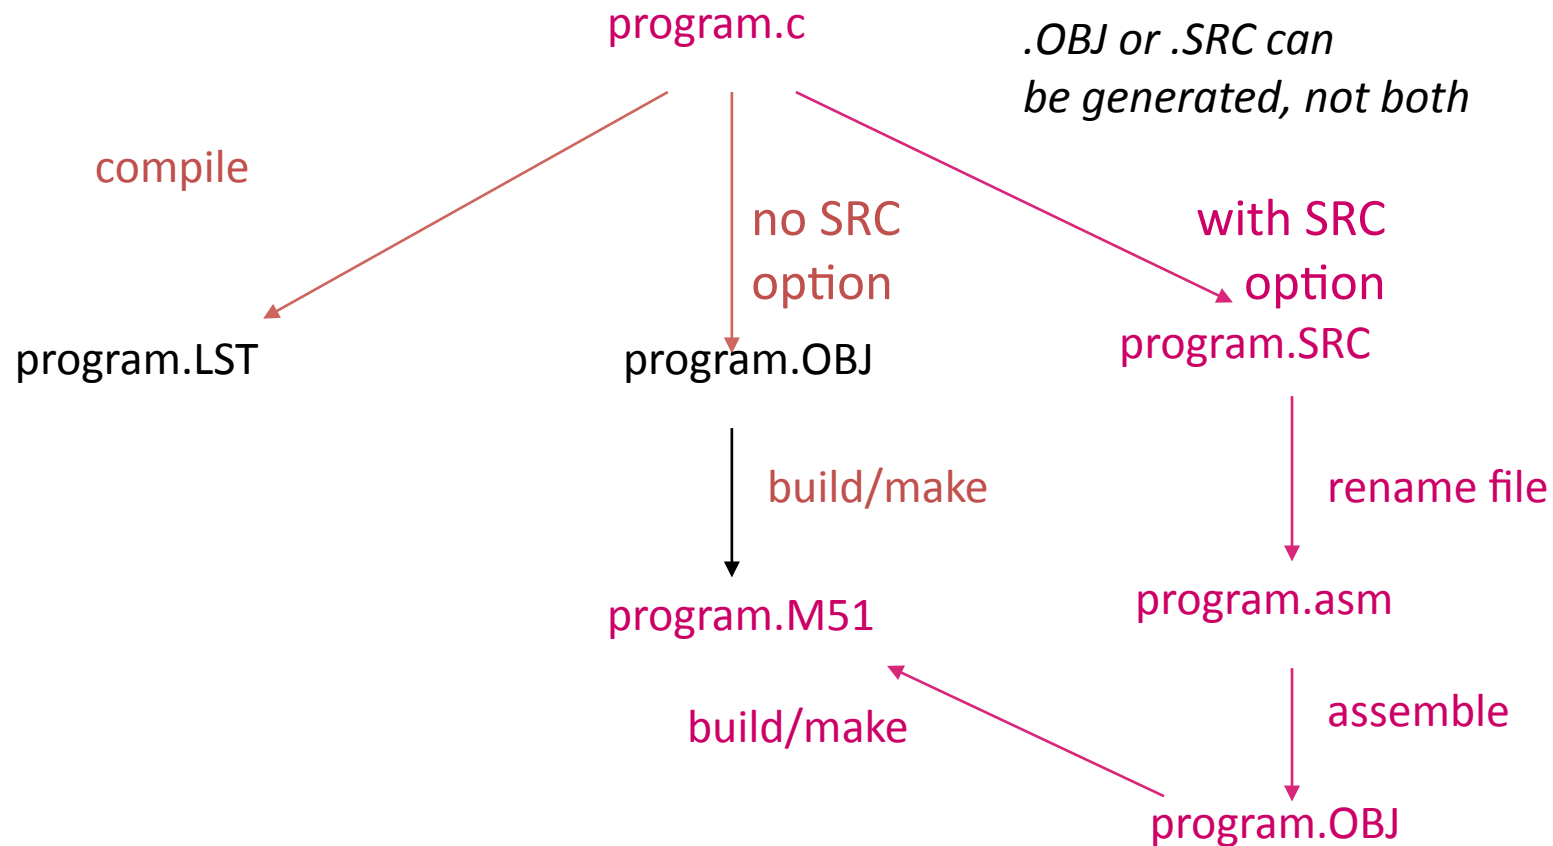 program.c
.OBJ or .SRC can
be generated, not both
compile
no SRC
option
with SRC
option
program.LST
program.OBJ
program.SRC
build/make
rename file
program.M51
program.asm
build/make
assemble
program.OBJ